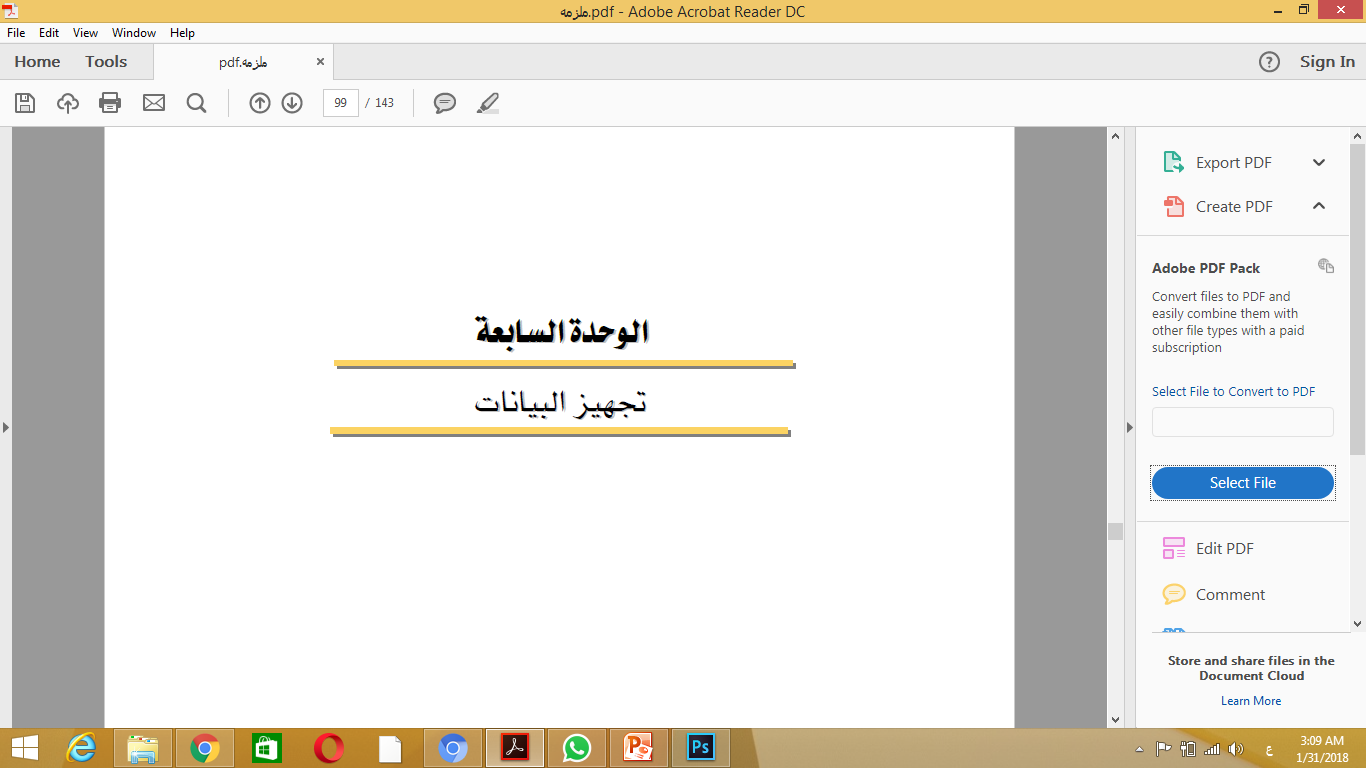 ملزمه.pdf - Adobe Acrobat Reader DC
File Edit View Window Help
Home Tools ملزمه.pdf × ? Sign In
99 / 143
الوحدة السابعة
تجهيز البيانات
Export PDF
Create PDF
Adobe PDF Pack
Convert files to PDF and
easily combine them with
other file types with a paid
subscription
Select File to Convert to PDF
Select File
Edit PDF
Comment
Store and share files in the
Document Cloud
Learn More
Ps
ع
3:09 AM
1/31/2018